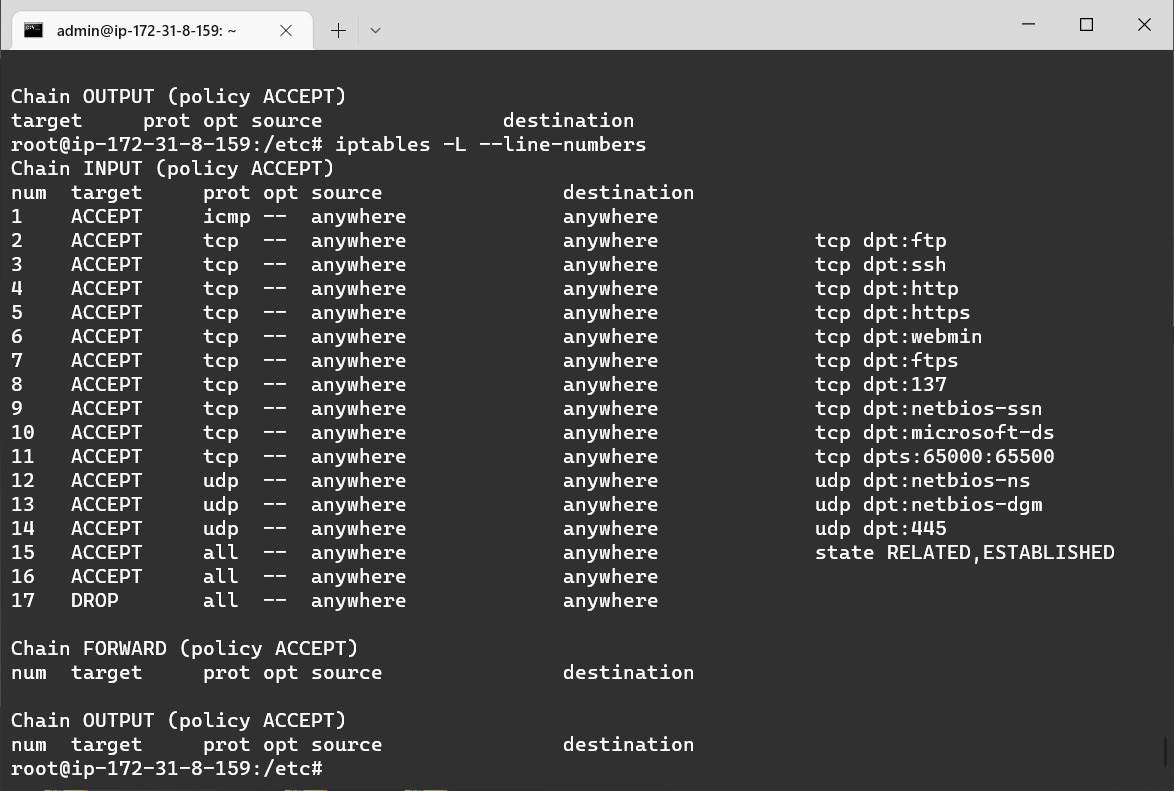 admin@ip-172-31-8-159: ~
Chain OUTPUT (policy ACCEPT)
target     prot opt source               destination
root@ip-172-31-8-159:/etc# iptables -L --line-numbers
Chain INPUT (policy ACCEPT)
num  target     prot opt source               destination
1    ACCEPT     icmp --  anywhere             anywhere
2    ACCEPT     tcp  --  anywhere             anywhere             tcp dpt:ftp
3    ACCEPT     tcp  --  anywhere             anywhere             tcp dpt:ssh
4    ACCEPT     tcp  --  anywhere             anywhere             tcp dpt:http
5    ACCEPT     tcp  --  anywhere             anywhere             tcp dpt:https
6    ACCEPT     tcp  --  anywhere             anywhere             tcp dpt:webmin
7    ACCEPT     tcp  --  anywhere             anywhere             tcp dpt:ftps
8    ACCEPT     tcp  --  anywhere             anywhere             tcp dpt:137
9    ACCEPT     tcp  --  anywhere             anywhere             tcp dpt:netbios-ssn
10   ACCEPT     tcp  --  anywhere             anywhere             tcp dpt:microsoft-ds
11   ACCEPT     tcp  --  anywhere             anywhere             tcp dpts:65000:65500
12   ACCEPT     udp  --  anywhere             anywhere             udp dpt:netbios-ns
13   ACCEPT     udp  --  anywhere             anywhere             udp dpt:netbios-dgm
14   ACCEPT     udp  --  anywhere             anywhere             udp dpt:445
15   ACCEPT     all  --  anywhere             anywhere             state RELATED,ESTABLISHED
16   ACCEPT     all  --  anywhere             anywhere
17   DROP       all  --  anywhere             anywhere
Chain FORWARD (policy ACCEPT)
num  target     prot opt source               destination
Chain OUTPUT (policy ACCEPT)
num  target     prot opt source               destination
root@ip-172-31-8-159:/etc#